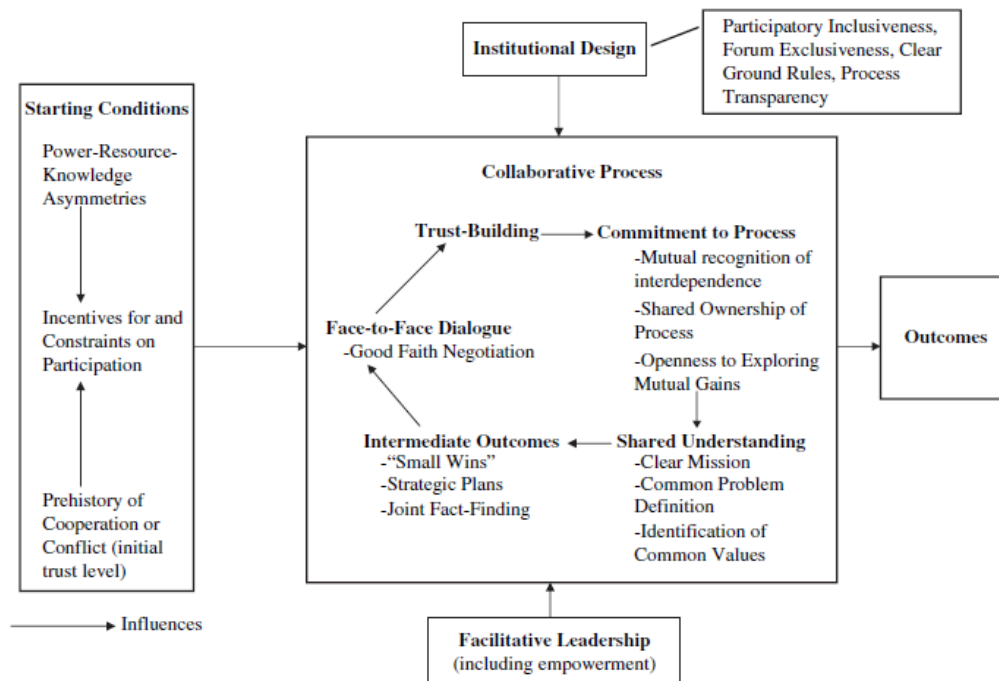 Institutional Design
Participatory Inclusiveness,
Forum Exclusiveness, Clear
Ground Rules, Process
Transparency
Starting Conditions
Power-Resource-
Knowledge
Asymmetries
Incentives for and
Constraints on
Participation
Prehistory of
Cooperation or
Conflict (initial
trust level)
Influences
Collaborative Process
Trust-Building
Commitment to Process
-Mutual recognition of
interdependence
-Shared Ownership of
Process
-Openness to Exploring
Mutual Gains
Face-to-Face Dialogue
-Good Faith Negotiation
Intermediate Outcomes
-“Small Wins”
-Strategic Plans
-Joint Fact-Finding
Shared Understanding
-Clear Mission
-Common Problem
Definition
-Identification of
Common Values
Outcomes
Facilitative Leadership
(including empowerment)